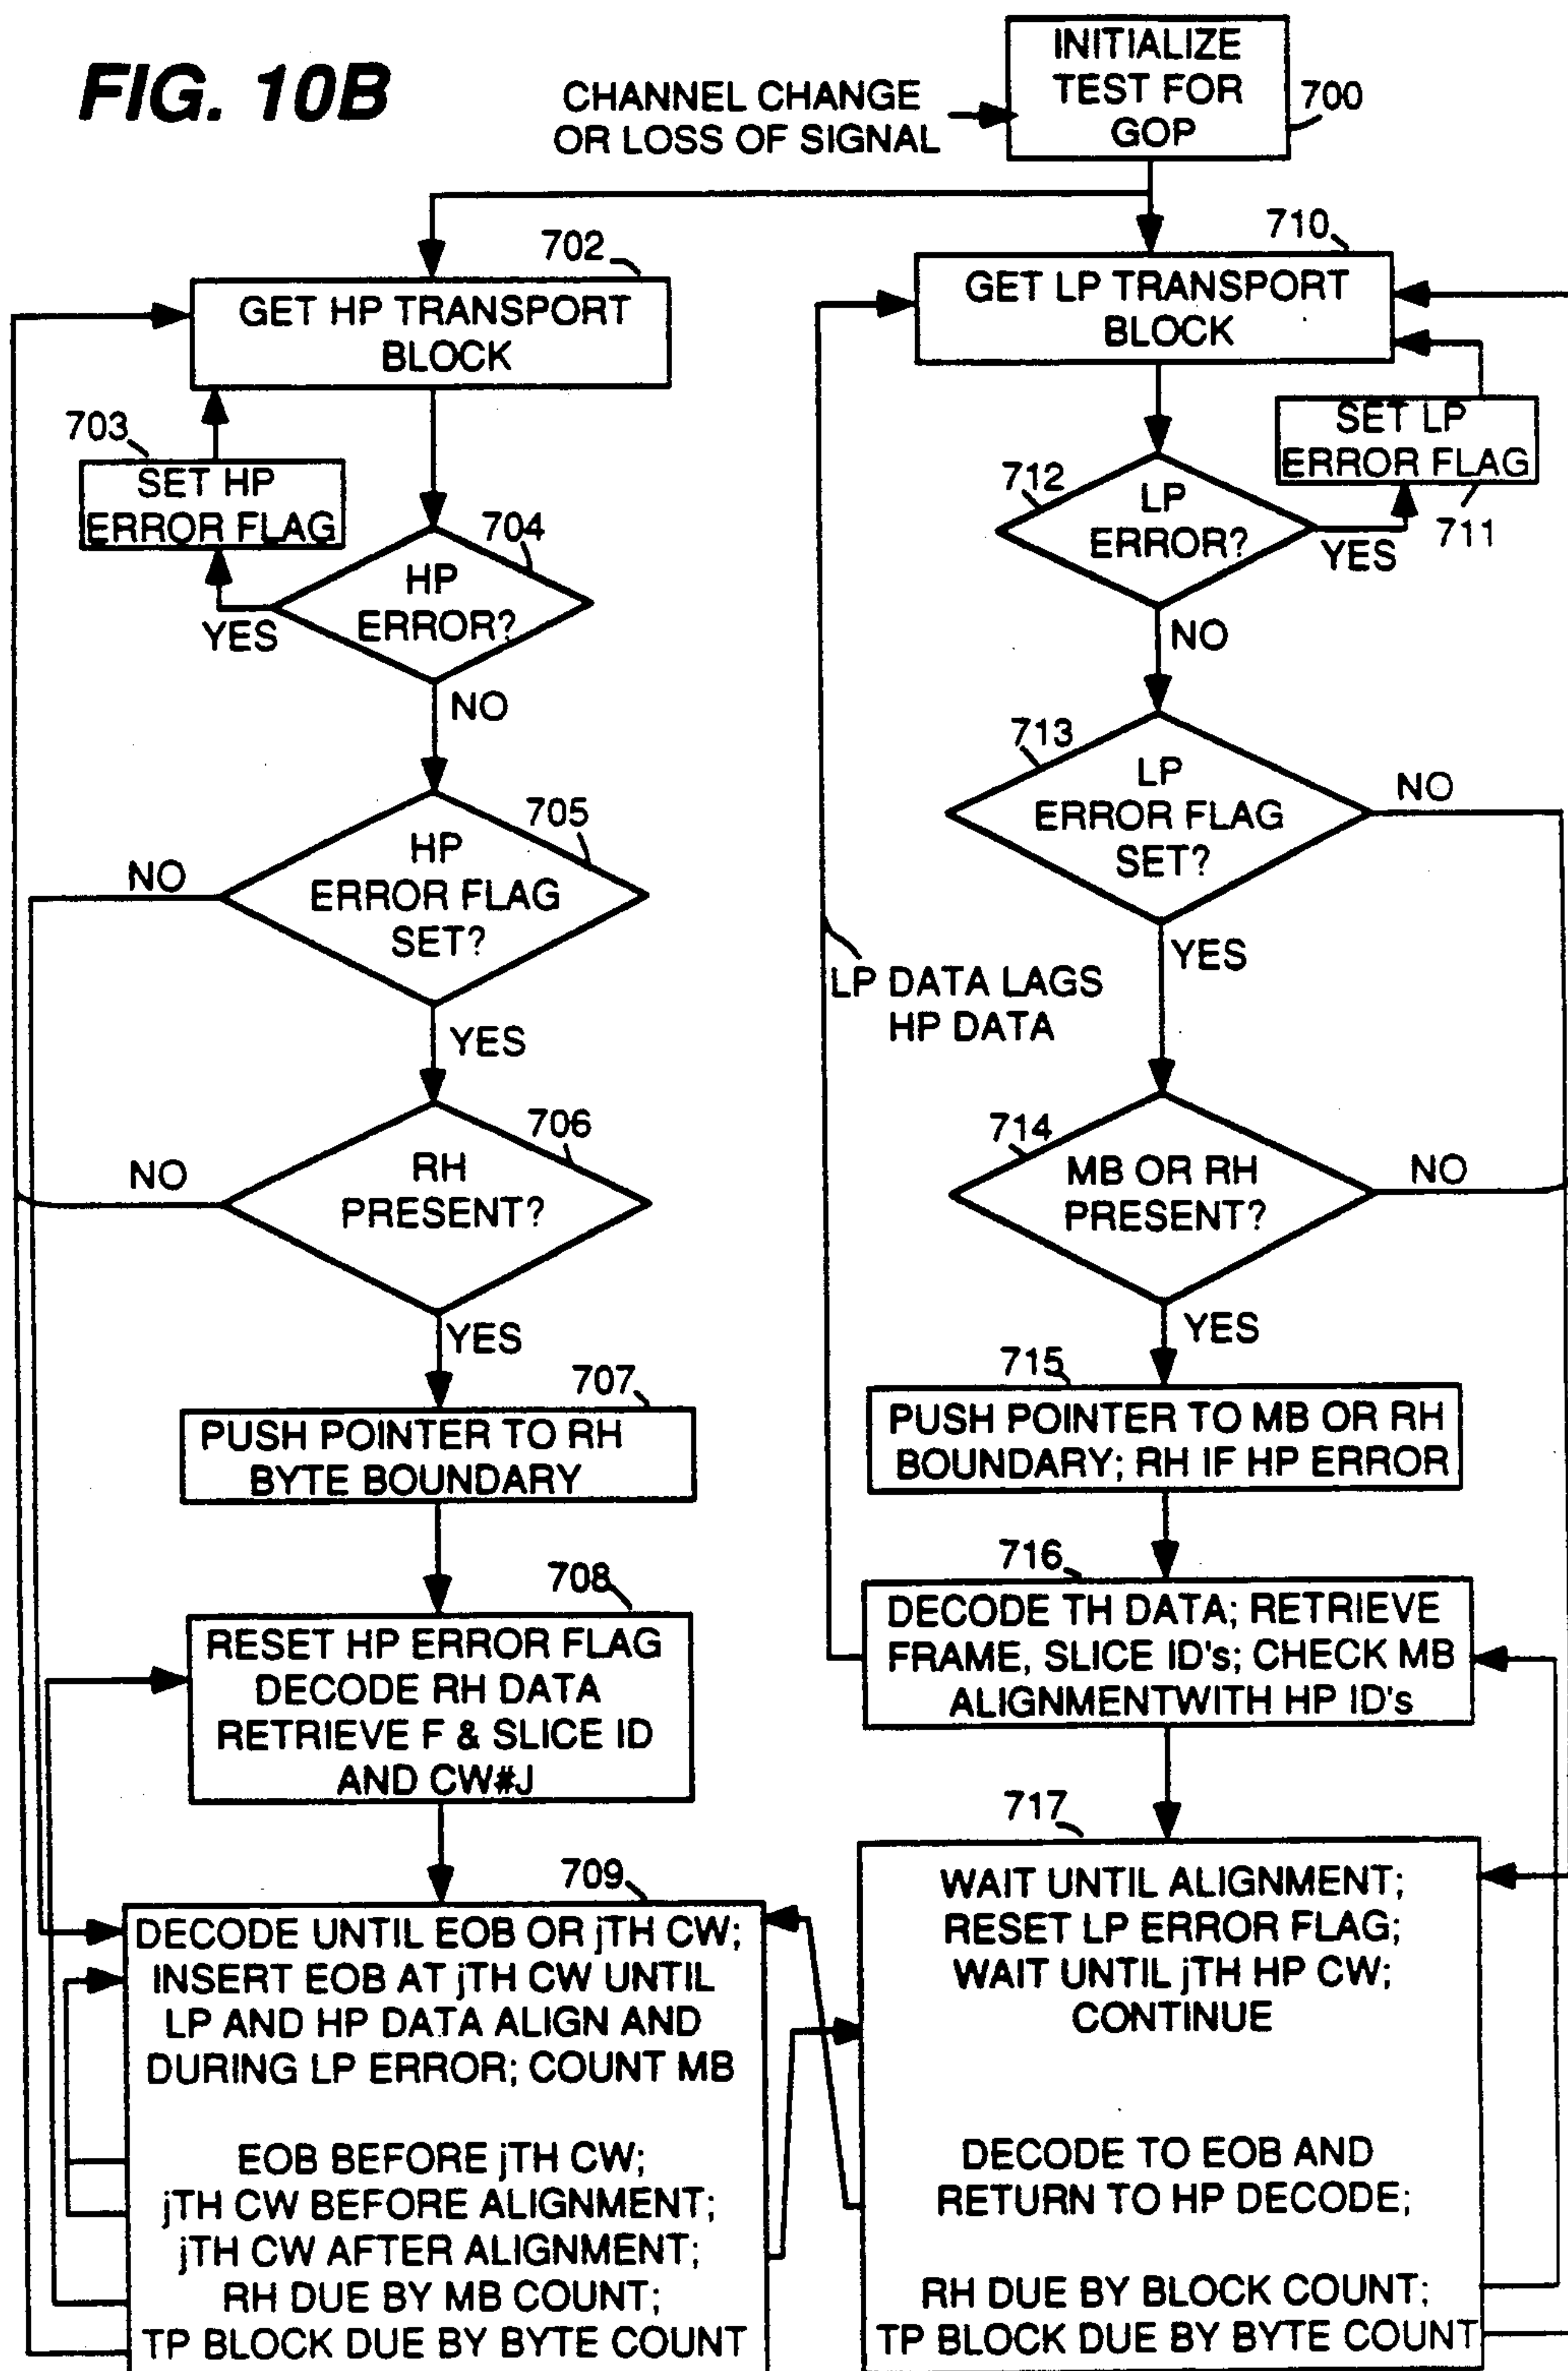 FIG. 10B
CHANNEL CHANGE
OR LOSS OF SIGNAL
INITIALIZE
TEST FOR
GOP
700
702
GET HP TRANSPORT
BLOCK
703
SET HP
ERROR FLAG
704
HP
ERROR?
YES
NO
705
HP
ERROR FLAG
SET?
NO
YES
706
RH
PRESENT?
NO
YES
707
PUSH POINTER TO RH
BYTE BOUNDARY
708
RESET HP ERROR FLAG
DECODE RH DATA
RETRIEVE F & SLICE ID
AND CW#J
709
DECODE UNTIL EOB OR jTH CW;
INSERT EOB AT jTH CW UNTIL
LP AND HP DATA ALIGN AND
DURING LP ERROR; COUNT MB
EOB BEFORE jTH CW;
jTH CW BEFORE ALIGNMENT;
jTH CW AFTER ALIGNMENT;
RH DUE BY MB COUNT;
TP BLOCK DUE BY BYTE COUNT
710
GET LP TRANSPORT
BLOCK
SET LP
ERROR FLAG
711
712
LP
ERROR?
YES
NO
713
LP
ERROR FLAG
SET?
NO
YES
LP DATA LAGS
HP DATA
714
MB OR RH
PRESENT?
NO
YES
715
PUSH POINTER TO MB OR RH
BOUNDARY; RH IF HP ERROR
716
DECODE TH DATA; RETRIEVE
FRAME, SLICE ID's; CHECK MB
ALIGNMENTWITH HP ID's
717
WAIT UNTIL ALIGNMENT;
RESET LP ERROR FLAG;
WAIT UNTIL jTH HP CW;
CONTINUE
DECODE TO EOB AND
RETURN TO HP DECODE;
RH DUE BY BLOCK COUNT;
TP BLOCK DUE BY BYTE COUNT